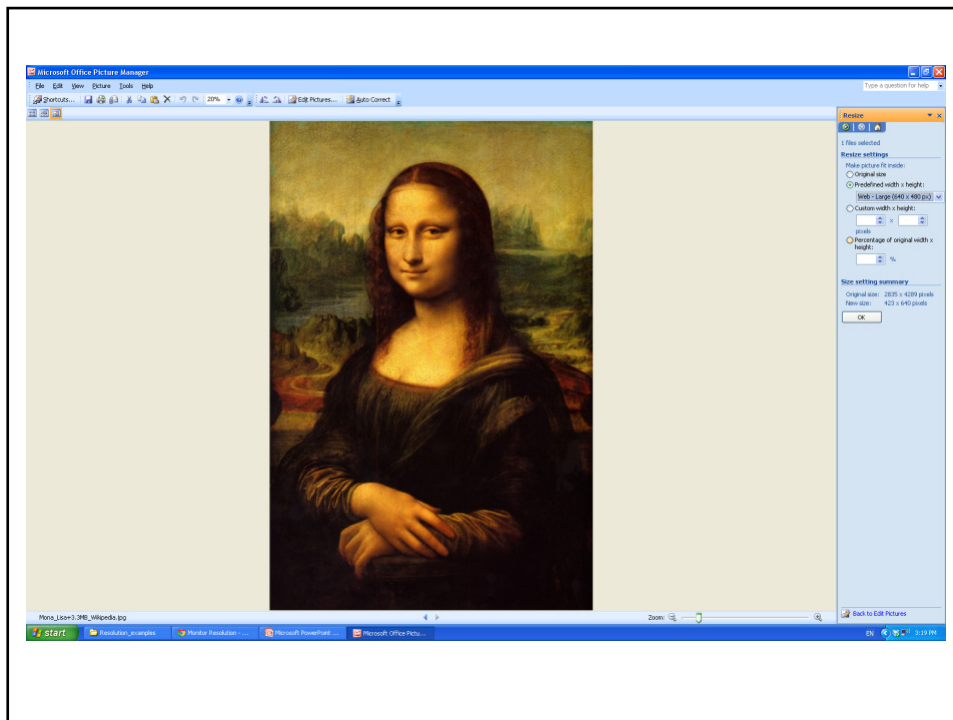 Microsoft Office Picture Manager
File Edit View Picture Tools Help
Type a question for help
Shortcuts... 20% Edit Pictures... Auto Correct
Resize
1 files selected
Resize settings
Make picture fit inside:
Original size
Predefined width x height:
Web - Large (640 x 480 px)
Custom width x height:
x
pixels
Percentage of original width x
height:
%
Size setting summary
Original size: 2835 x 4289 pixels
New size: 423 x 640 pixels
OK
Back to Edit Pictures
Mona_Lisa+3.3MB_Wikipedia.jpg
Zoom:
start Resolution_examples Monitor Resolution - ... Microsoft PowerPoint ... Microsoft Office Pictu... EN 3:19 PM